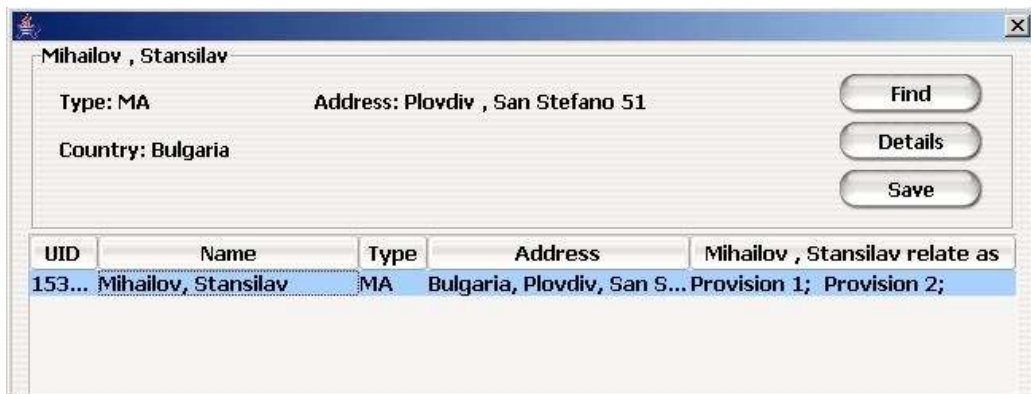 Mihailov , Stansilav
Type: MA Address: Plovdiv , San Stefano 51 Find
Country: Bulgaria Details
Save
UID Name Type Address Mihailov , Stansilav relate as
153... Mihailov, Stansilav MA Bulgaria, Plovdiv, San S... Provision 1; Provision 2;